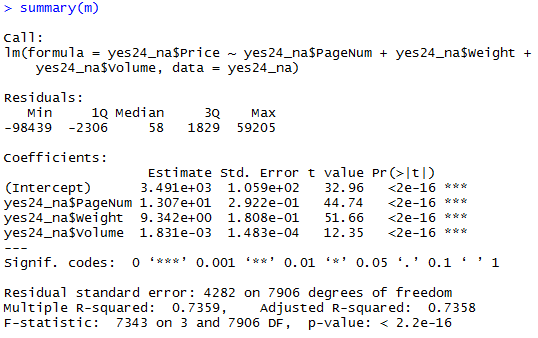 > summary(m)
Call:
lm(formula = yes24_na$Price ~ yes24_na$PageNum + yes24_na$Weight +
    yes24_na$Volume, data = yes24_na)
Residuals:
   Min     1Q Median     3Q    Max
-98439  -2306     58   1829  59205
Coefficients:
                  Estimate Std. Error t value Pr(>|t|)
(Intercept)      3.491e+03  1.059e+02   32.96   <2e-16 ***
yes24_na$PageNum 1.307e+01  2.922e-01   44.74   <2e-16 ***
yes24_na$Weight  9.342e+00  1.808e-01   51.66   <2e-16 ***
yes24_na$Volume  1.831e-03  1.483e-04   12.35   <2e-16 ***
---
Signif. codes:  0 ‘***’ 0.001 ‘**’ 0.01 ‘*’ 0.05 ‘.’ 0.1 ‘ ’ 1
Residual standard error: 4282 on 7906 degrees of freedom
Multiple R-squared:  0.7359,    Adjusted R-squared:  0.7358
F-statistic:  7343 on 3 and 7906 DF,  p-value: < 2.2e-16